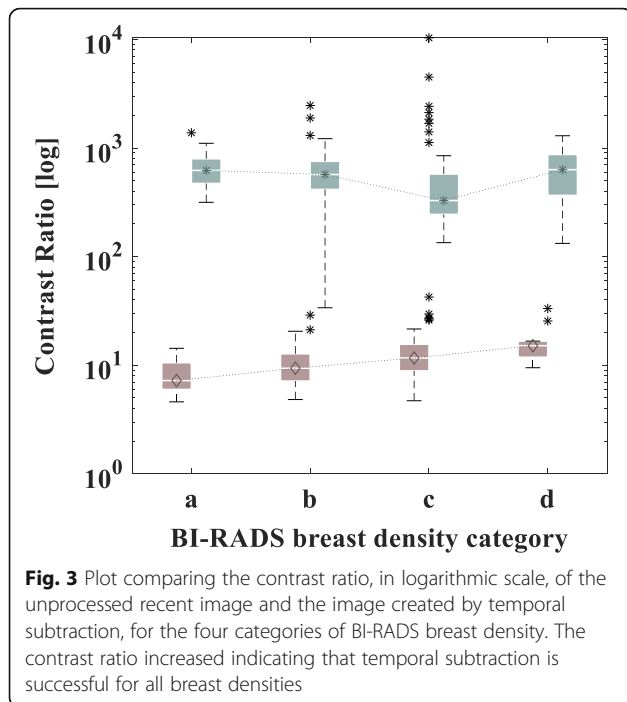 10^4
10^3
10^2
10^1
10^0
Contrast Ratio [log]
a b c d
BI-RADS breast density category
Fig. 3 Plot comparing the contrast ratio, in logarithmic scale, of the
unprocessed recent image and the image created by temporal
subtraction, for the four categories of BI-RADS breast density. The
contrast ratio increased indicating that temporal subtraction is
successful for all breast densities